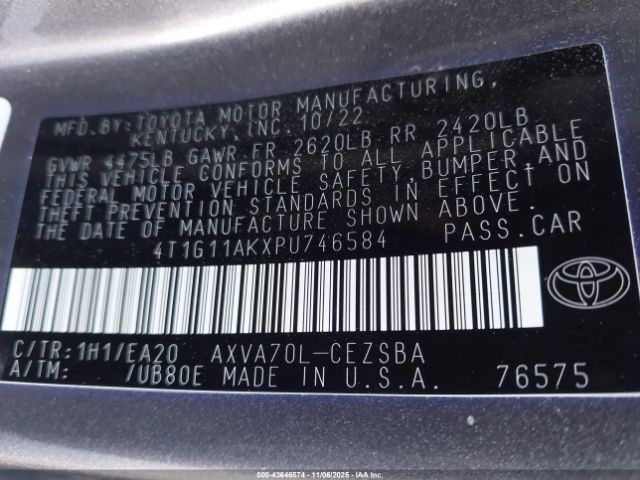 MFD.BY:TOYOTA MOTOR MANUFACTURING,
KENTUCKY,INC. 10/22
GVWR 4475LB GAWR FR 2620LB RR 2420LB
THIS VEHICLE CONFORMS TO ALL APPLICABLE
FEDERAL MOTOR VEHICLE SAFETY,BUMPER,AND
THEFT PREVENTION STANDARDS IN EFFECT ON
THE DATE OF MANUFACTURE SHOWN ABOVE.
4T1G11AKXPU746584 PASS.CAR
C/TR:1H1/EA20 AXVA70L-CEZSBA
A/TM: /UB80E MADE IN U.S.A. 76575
000-43646574 — 11/06/2025 — IAAI.COM